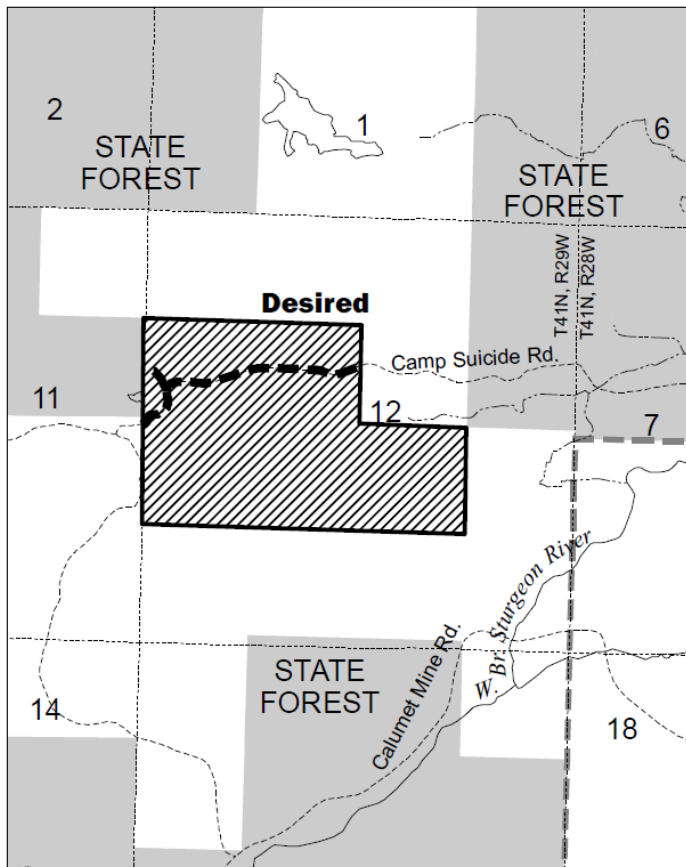 2
1
6
STATE
FOREST
STATE
FOREST
T41N, R29W
T41N, R28W
Desired
Camp Suicide Rd.
11
12
7
W. Br. Sturgeon River
Calumet Mine Rd.
STATE
FOREST
14
18